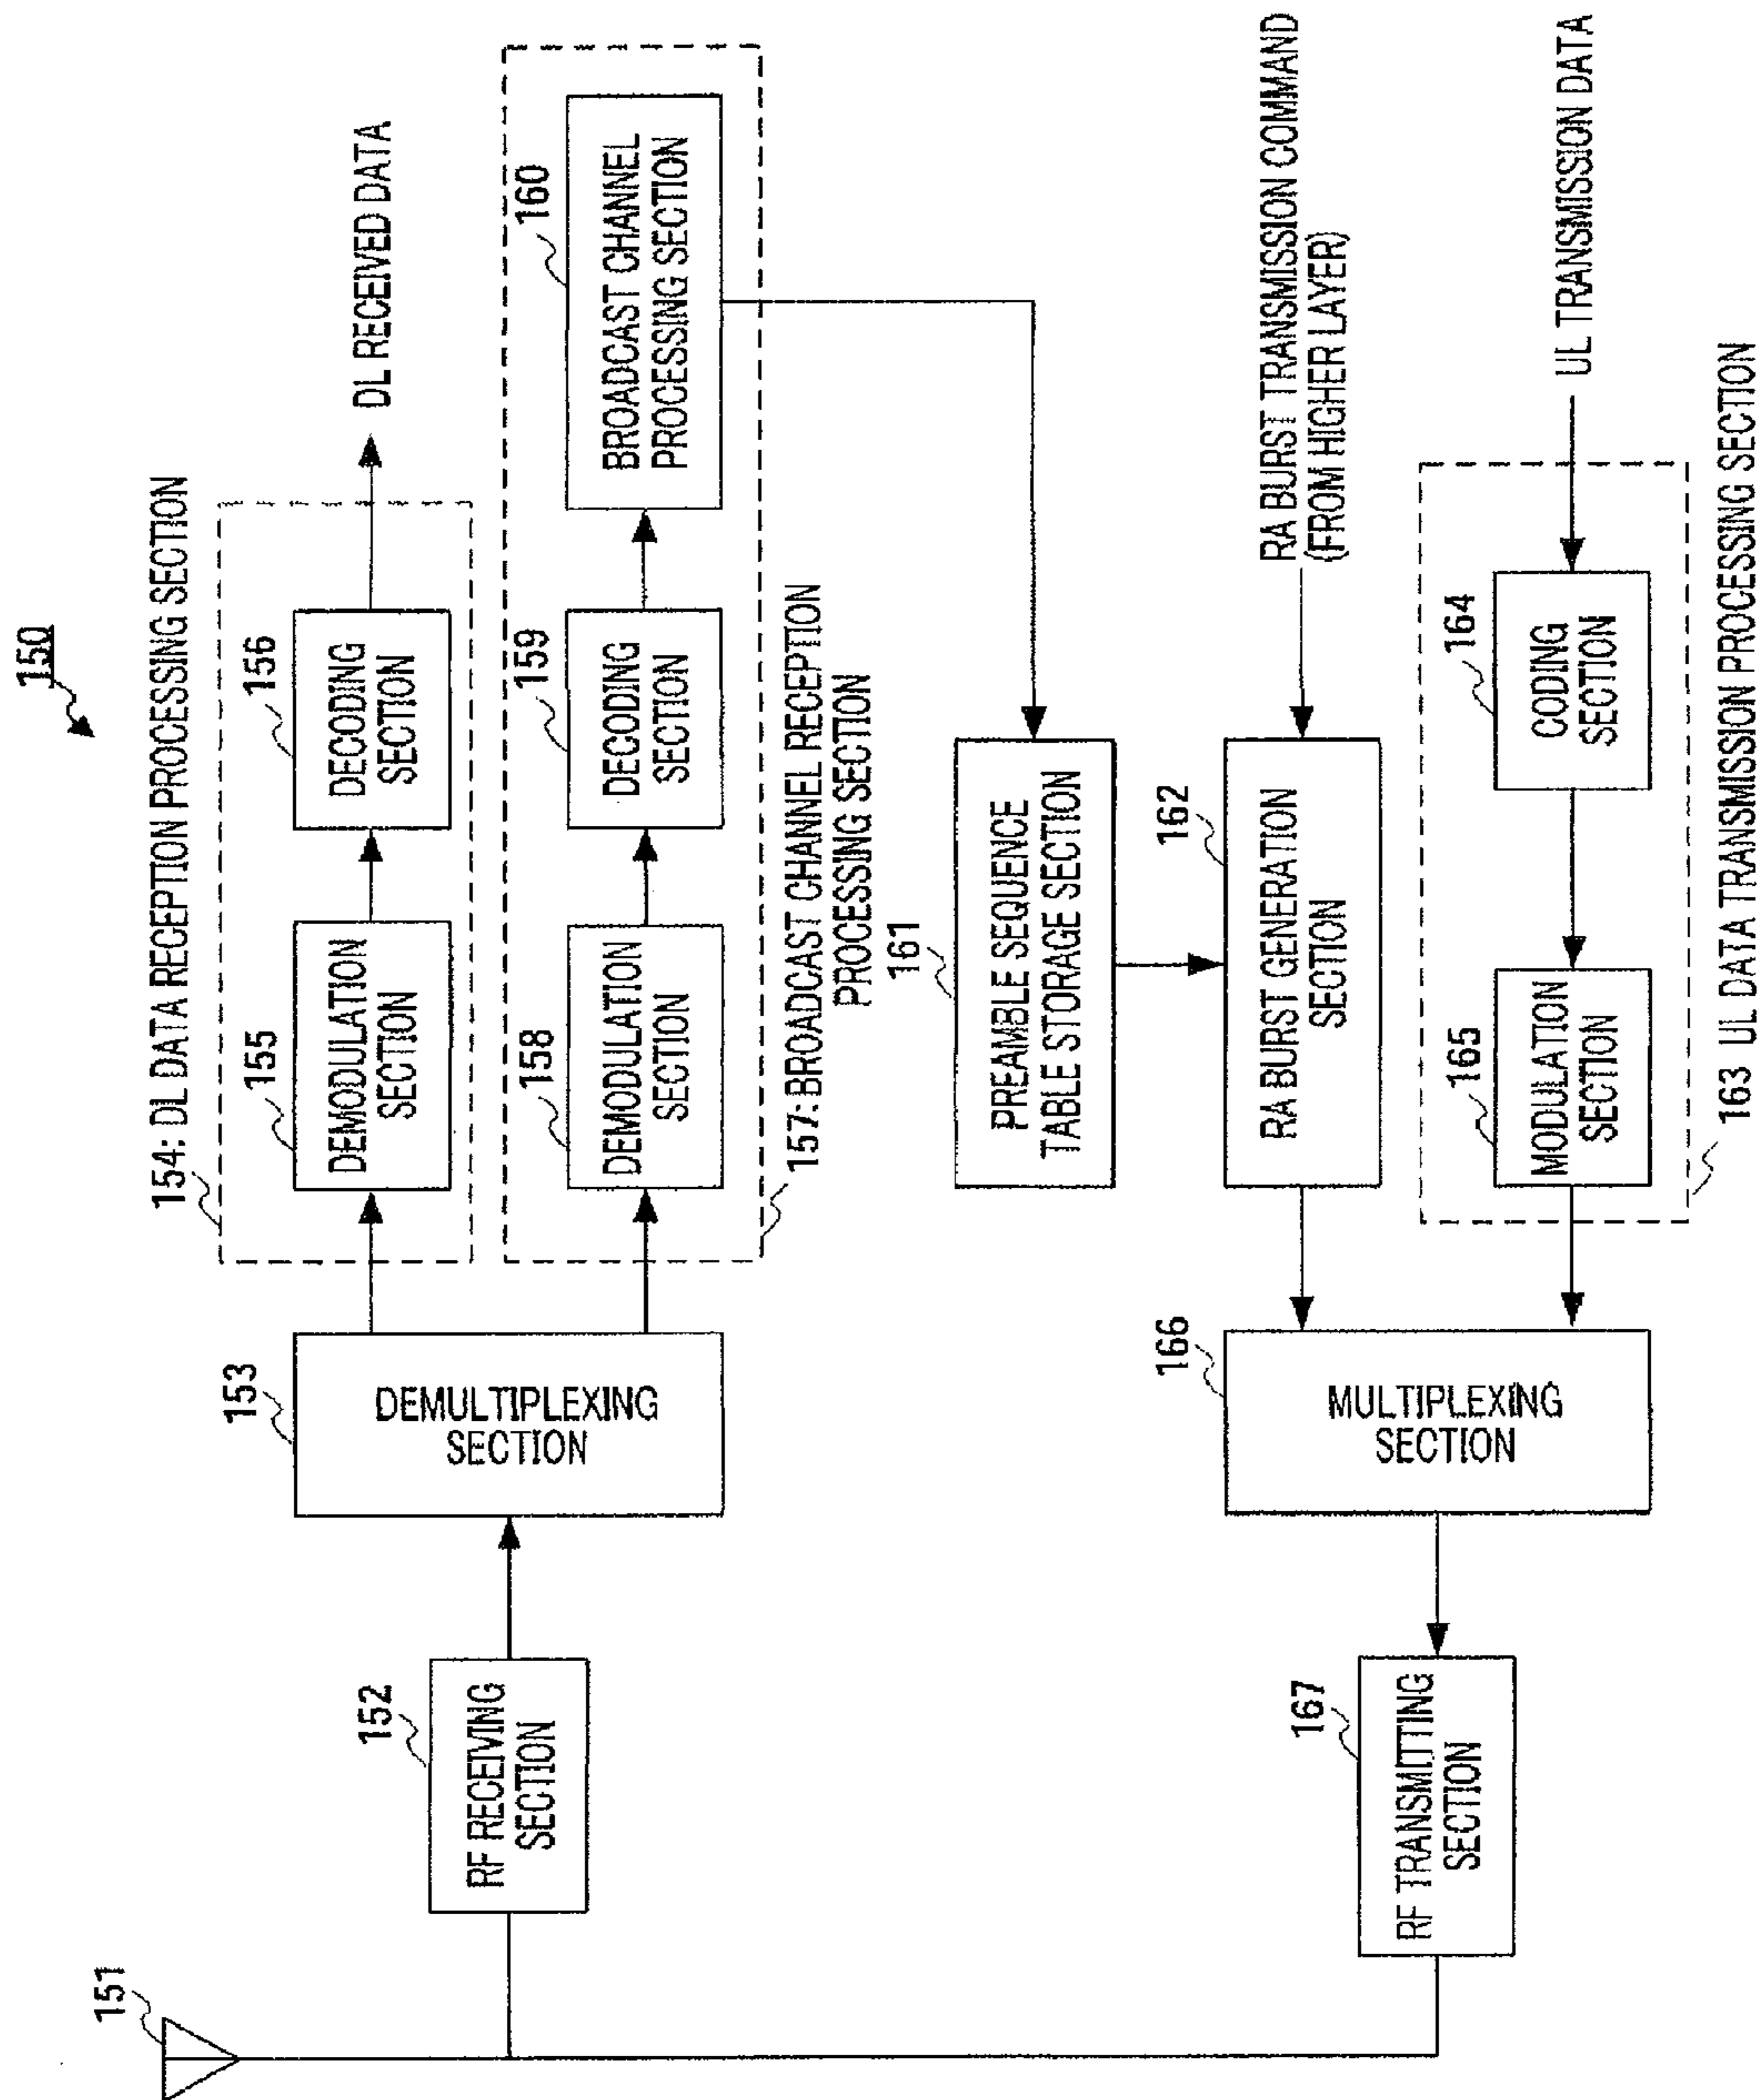 150
154: DL DATA RECEPTION PROCESSING SECTION
151
152
RF RECEIVING
SECTION
153
DEMULTIPLEXING
SECTION
155
DEMODULATION
SECTION
156
DECODING
SECTION
DL RECEIVED DATA
158
DEMODULATION
SECTION
159
DECODING
SECTION
160
BROADCAST CHANNEL
PROCESSING SECTION
157: BROADCAST CHANNEL RECEPTION
PROCESSING SECTION
161
PREAMBLE SEQUENCE
TABLE STORAGE SECTION
162
RA BURST GENERATION
SECTION
RA BURST TRANSMISSION COMMAND
(FROM HIGHER LAYER)
167
RF TRANSMITTING
SECTION
166
MULTIPLEXING
SECTION
165
MODULATION
SECTION
164
CODING
SECTION
UL TRANSMISSION DATA
163 UL DATA TRANSMISSION PROCESSING SECTION